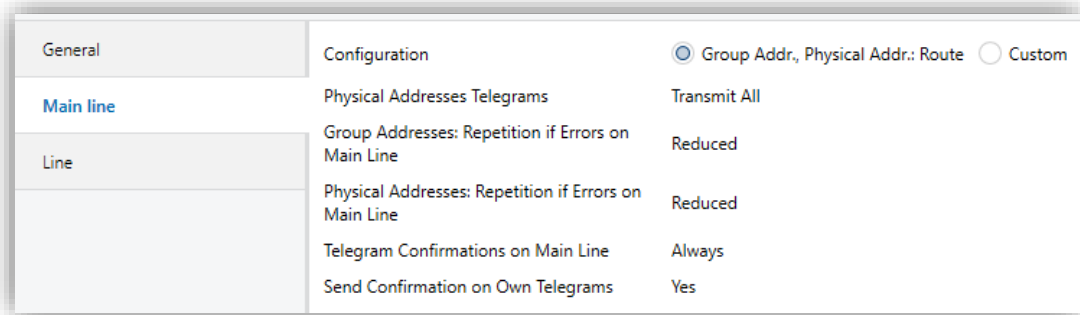 General
Main line
Line
Configuration
Group Addr., Physical Addr.: Route
Custom
Physical Addresses Telegrams
Transmit All
Group Addresses: Repetition if Errors on
Main Line
Reduced
Physical Addresses: Repetition if Errors on
Main Line
Reduced
Telegram Confirmations on Main Line
Always
Send Confirmation on Own Telegrams
Yes